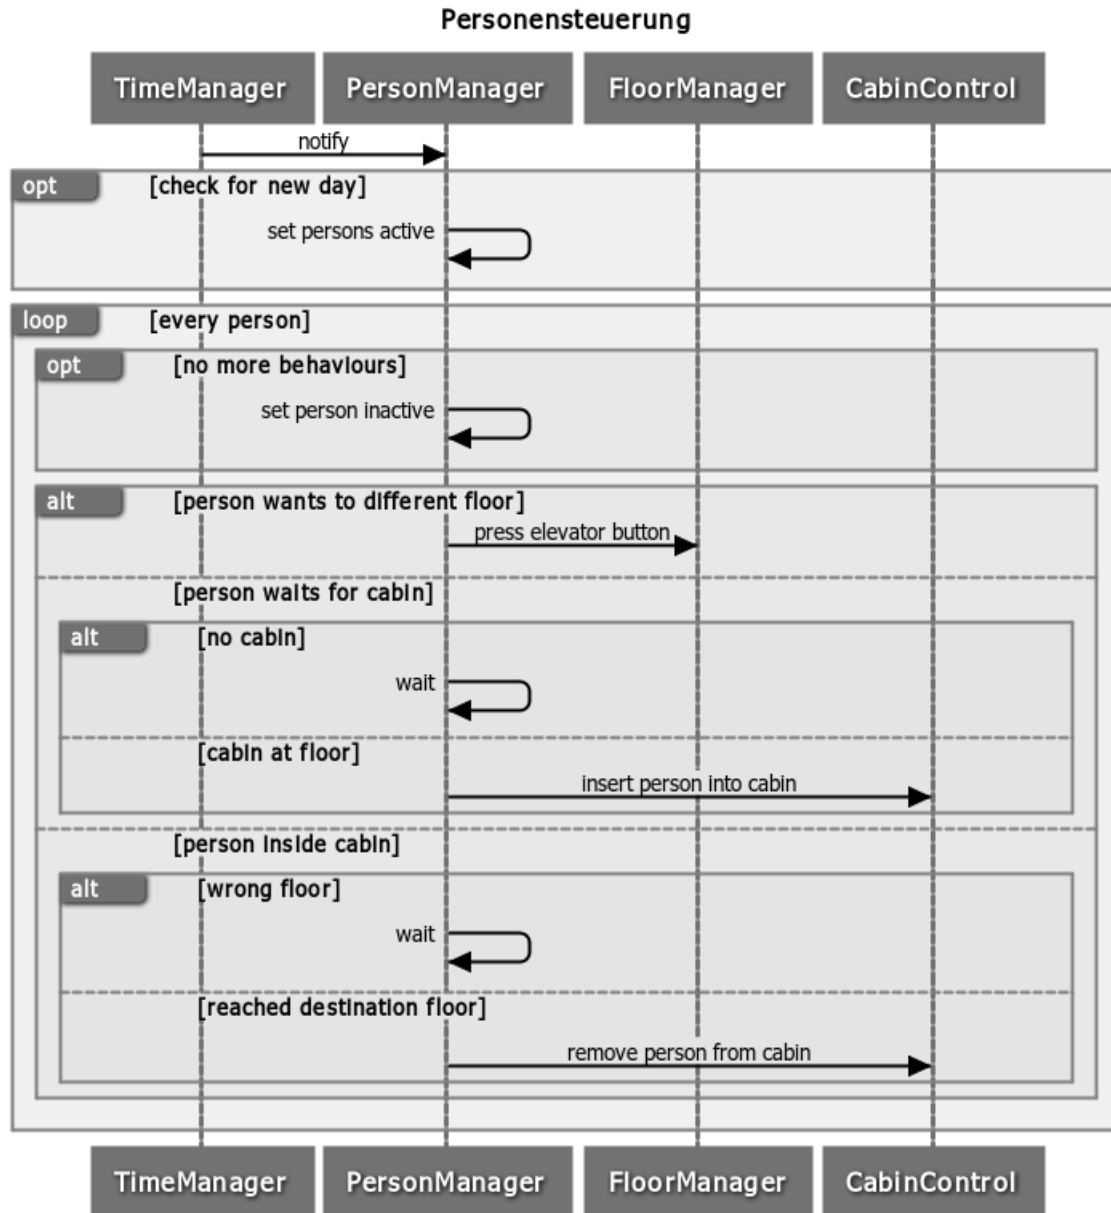 Personensteuerung
TimeManager PersonManager FloorManager CabinControl
notify
opt [check for new day]
set persons active
loop [every person]
opt [no more behaviours]
set person inactive
alt [person wants to different floor]
press elevator button
[person waits for cabin]
alt [no cabin]
wait
[cabin at floor]
insert person into cabin
[person inside cabin]
alt [wrong floor]
wait
[reached destination floor]
remove person from cabin
TimeManager PersonManager FloorManager CabinControl